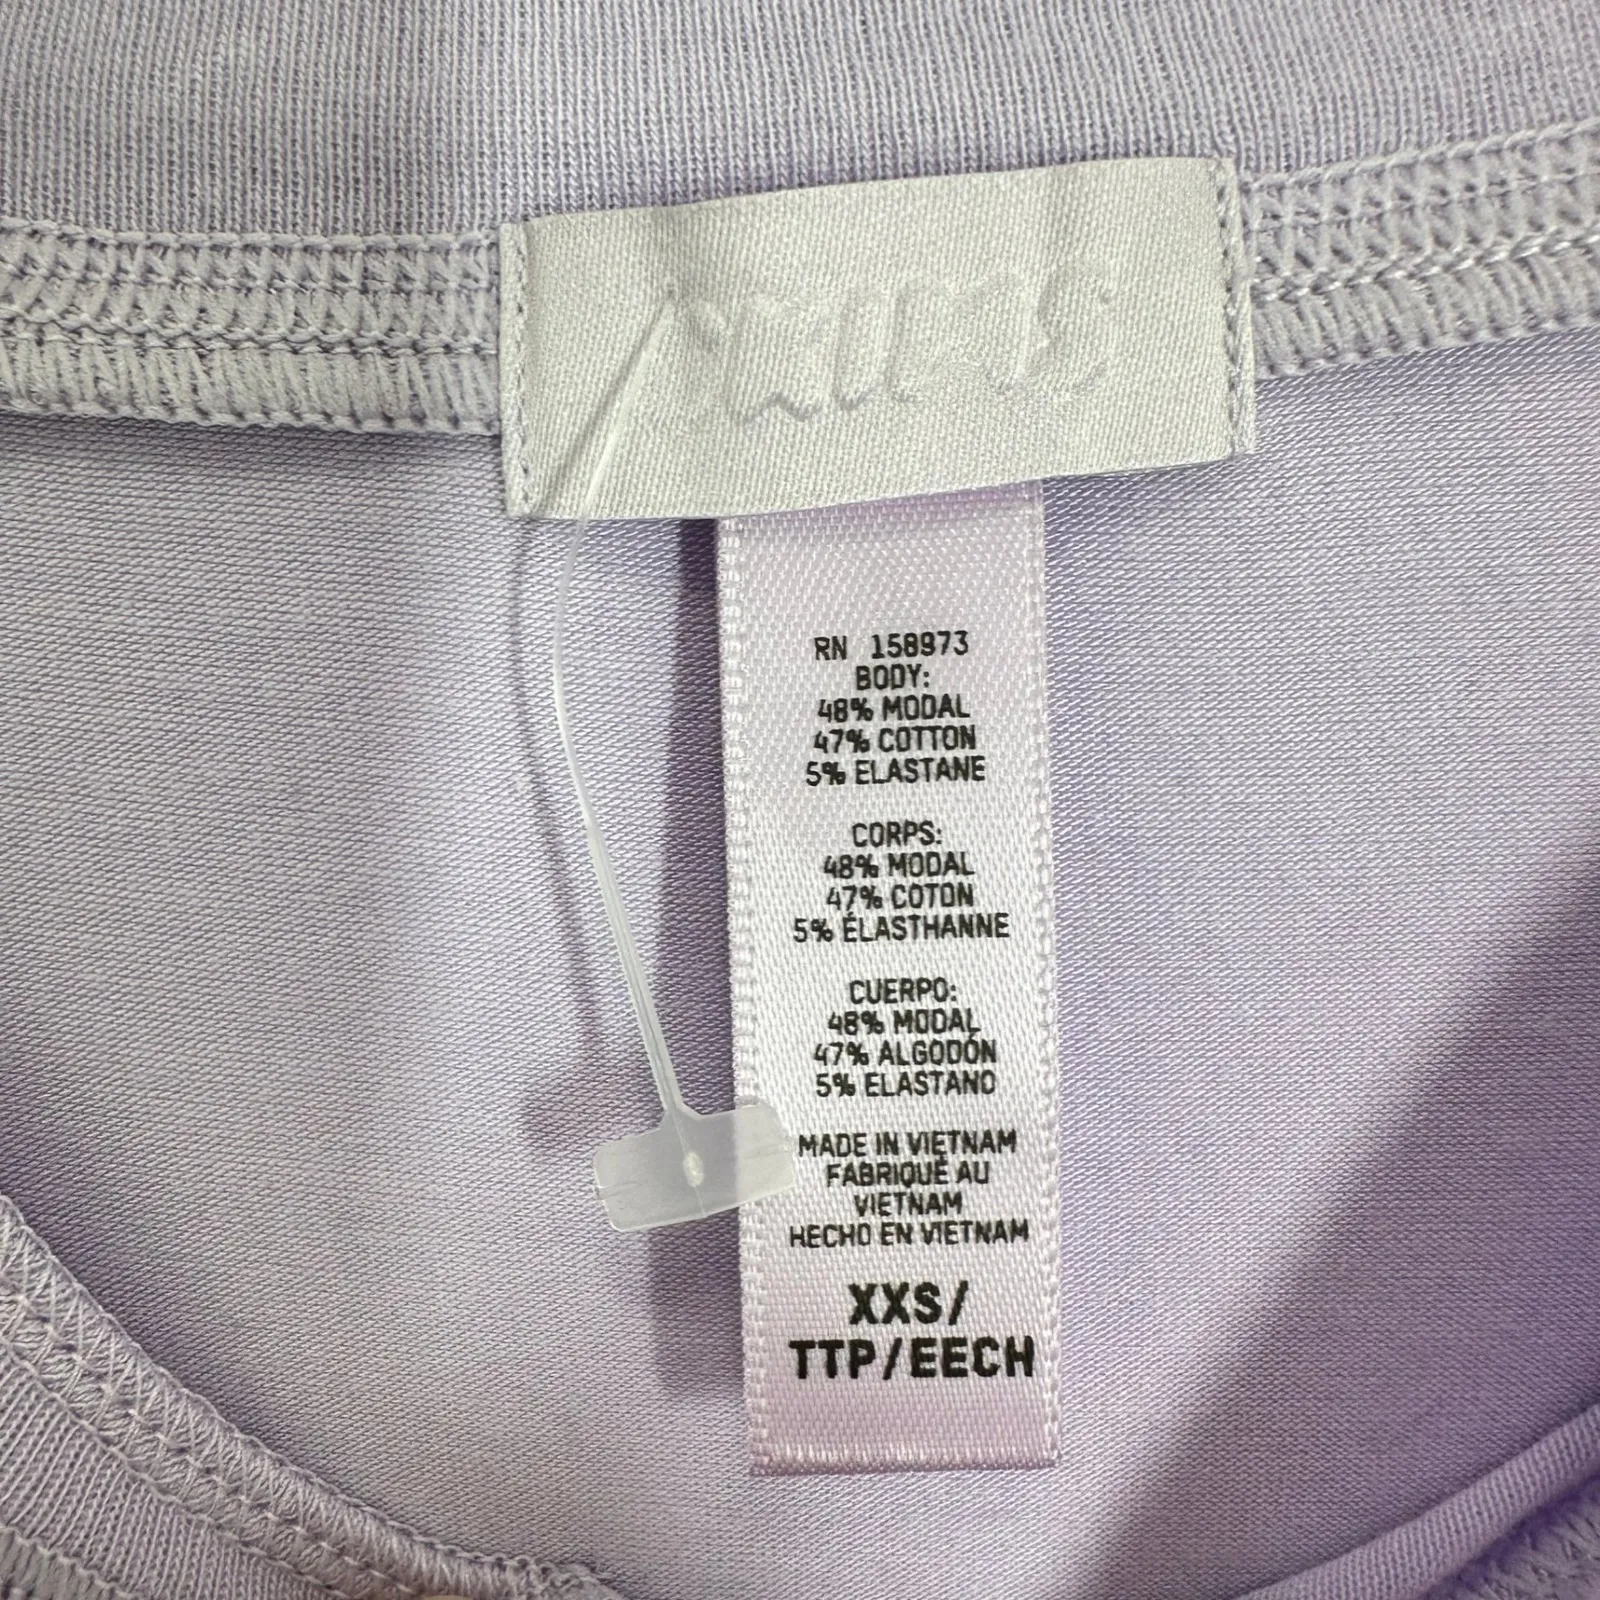 SKIMS
RN 158973
BODY:
48% MODAL
47% COTTON
5% ELASTANE
CORPS:
48% MODAL
47% COTON
5% ÉLASTHANNE
CUERPO:
48% MODAL
47% ALGODÓN
5% ELASTANO
MADE IN VIETNAM
FABRIQUÉ AU
VIETNAM
HECHO EN VIETNAM
XXS/
TTP/EECH